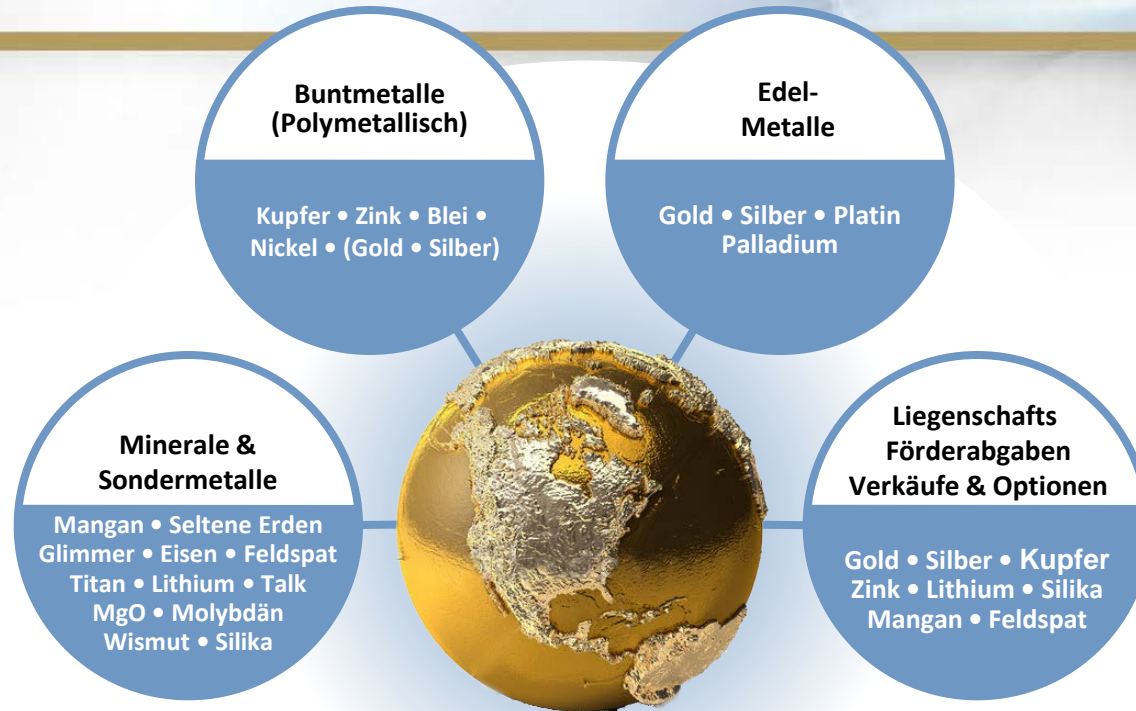 Buntmetalle
(Polymetallisch)
Kupfer • Zink • Blei •
Nickel • (Gold • Silber)
Edel-
Metalle
Gold • Silber • Platin
Palladium
Minerale &
Sondermetalle
Mangan • Seltene Erden
Glimmer • Eisen • Feldspat
Titan • Lithium • Talk
MgO • Molybdän
Wismut • Silika
Liegenschafts
Förderabgaben
Verkäufe & Optionen
Gold • Silber • Kupfer
Zink • Lithium • Silika
Mangan • Feldspat